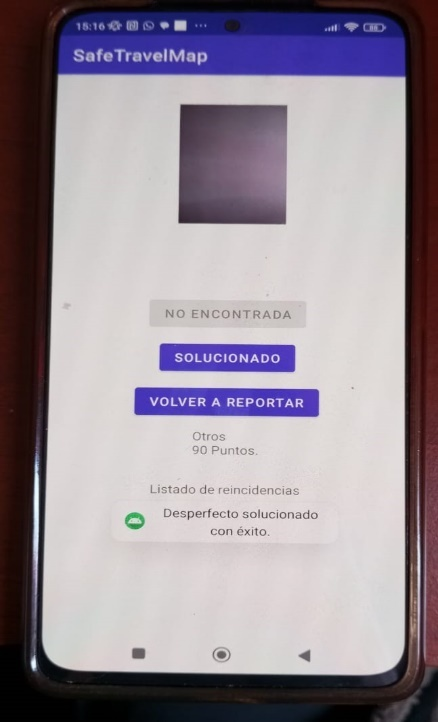 15:16
SafeTravelMap
NO ENCONTRADA
SOLUCIONADO
VOLVER A REPORTAR
Otros
90 Puntos.
Listado de reincidencias
Desperfecto solucionado
con éxito.